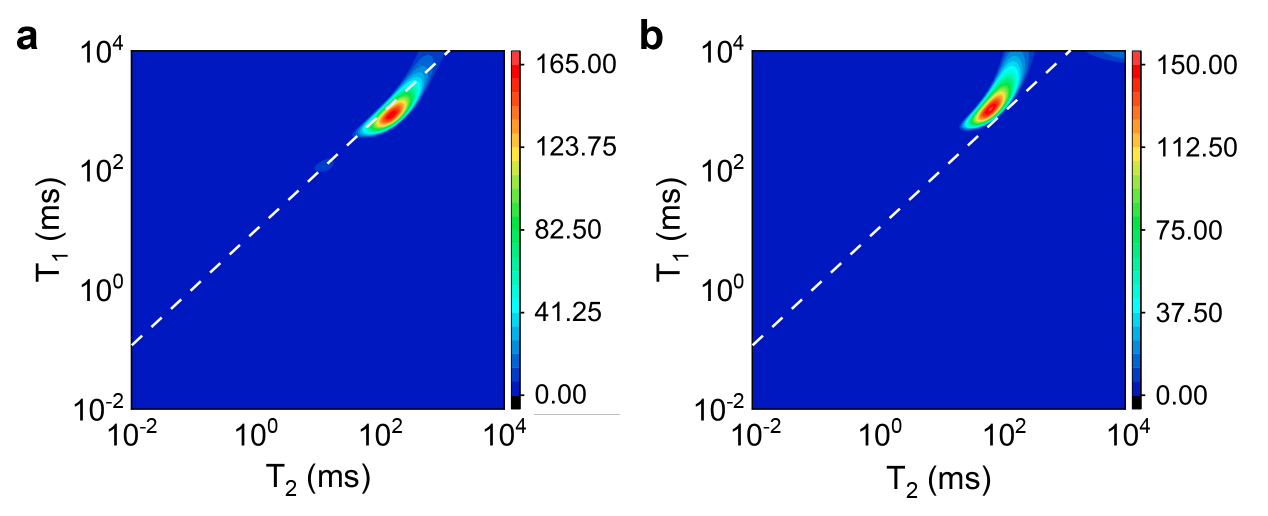 a
b
10⁴
10²
10⁰
10⁻²
T₁ (ms)
10⁻² 10⁰ 10² 10⁴
T₂ (ms)
165.00
123.75
82.50
41.25
0.00
10⁴
10²
10⁰
10⁻²
T₁ (ms)
10⁻² 10⁰ 10² 10⁴
T₂ (ms)
150.00
112.50
75.00
37.50
0.00